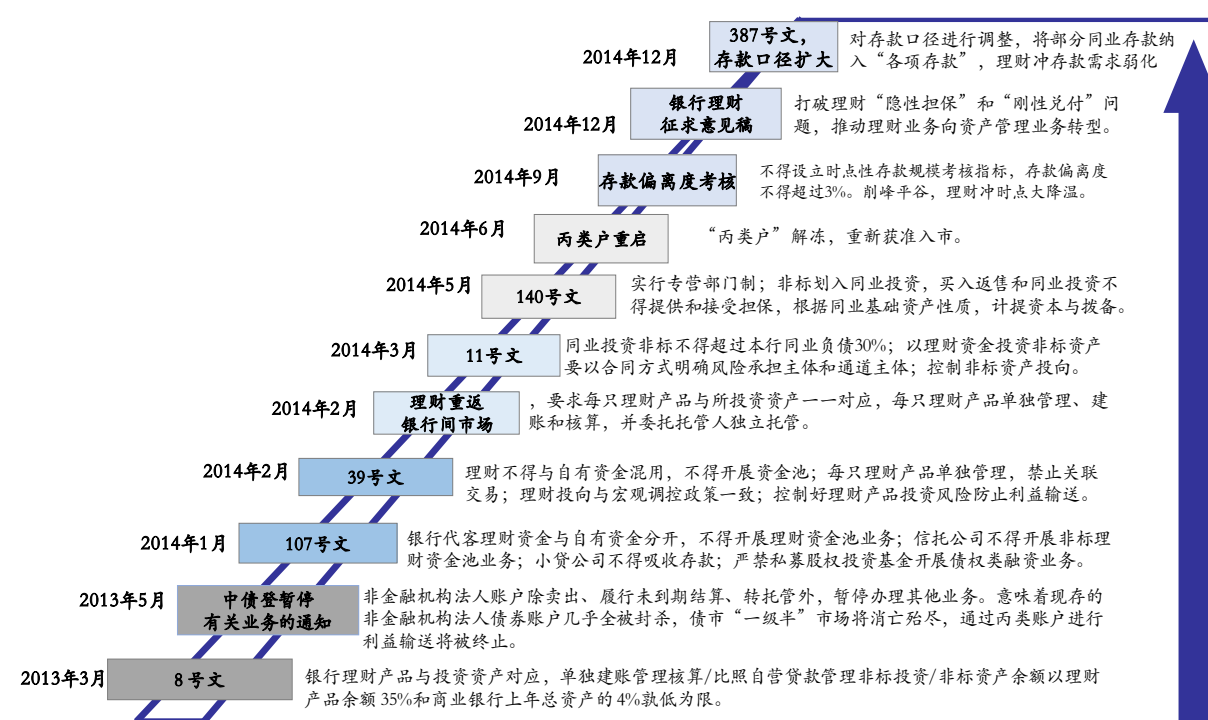 2014年12月
387号文，
存款口径扩大
对存款口径进行调整，将部分同业存款纳
入“各项存款”，理财冲存款需求弱化
2014年12月
银行理财
征求意见稿
打破理财“隐性担保”和“刚性兑付”问
题，推动理财业务向资产管理业务转型。
2014年9月
存款偏离度考核
不得设立时点性存款规模考核指标，存款偏离度
不得超过3%。削峰平谷，理财冲时点大降温。
2014年6月
丙类户重启
“丙类户”解冻，重新获准入市。
2014年5月
140号文
实行专营部门制；非标划入同业投资，买入返售和同业投资不
得提供和接受担保，根据同业基础资产性质，计提资本与拨备。
2014年3月
11号文
同业投资非标不得超过本行同业负债30%；以理财资金投资非标资产
要以合同方式明确风险承担主体和通道主体；控制非标资产投向。
2014年2月
理财重返
银行间市场
，要求每只理财产品与所投资资产一一对应，每只理财产品单独管理、建
账和核算，并委托托管人独立托管。
2014年2月
39号文
理财不得与自有资金混用，不得开展资金池；每只理财产品单独管理，禁止关联
交易；理财投向与宏观调控政策一致；控制好理财产品投资风险防止利益输送。
2014年1月
107号文
银行代客理财资金与自有资金分开，不得开展理财资金池业务；信托公司不得开展非标理
财资金池业务；小贷公司不得吸收存款；严禁私募股权投资基金开展债权类融资业务。
2013年5月
中债登暂停
有关业务的通知
非金融机构法人账户除卖出、履行未到期结算、转托管外，暂停办理其他业务。意味着现存的
非金融机构法人债券账户几乎全被封杀，债市“一级半”市场将消亡殆尽，通过丙类账户进行
利益输送将被终止。
2013年3月
8号文
银行理财产品与投资资产对应，单独建账管理核算/比照自营贷款管理非标投资/非标资产余额以理财
产品余额35%和商业银行上年总资产的4%孰低为限。